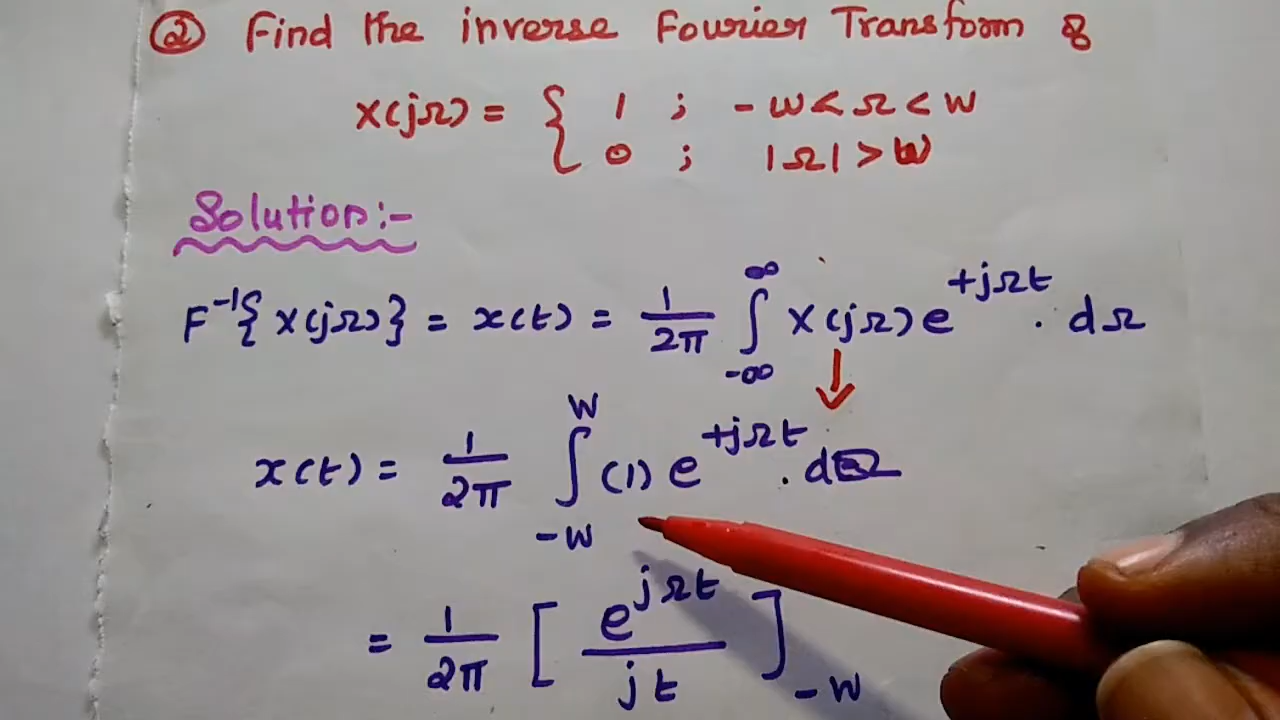 ② Find the inverse Fourier Transform of
X(jΩ) = { 1 ; -W < Ω < W
0 ; |Ω| > W
Solution:-
F⁻¹{X(jΩ)} = x(t) = 1/2π ∫_{-∞}^{∞} X(jΩ) e^{+jΩt} . dΩ
x(t) = 1/2π ∫_{-W}^{W} (1) e^{+jΩt} . dΩ
= 1/2π [ e^{jΩt} / jt ]_{-W}